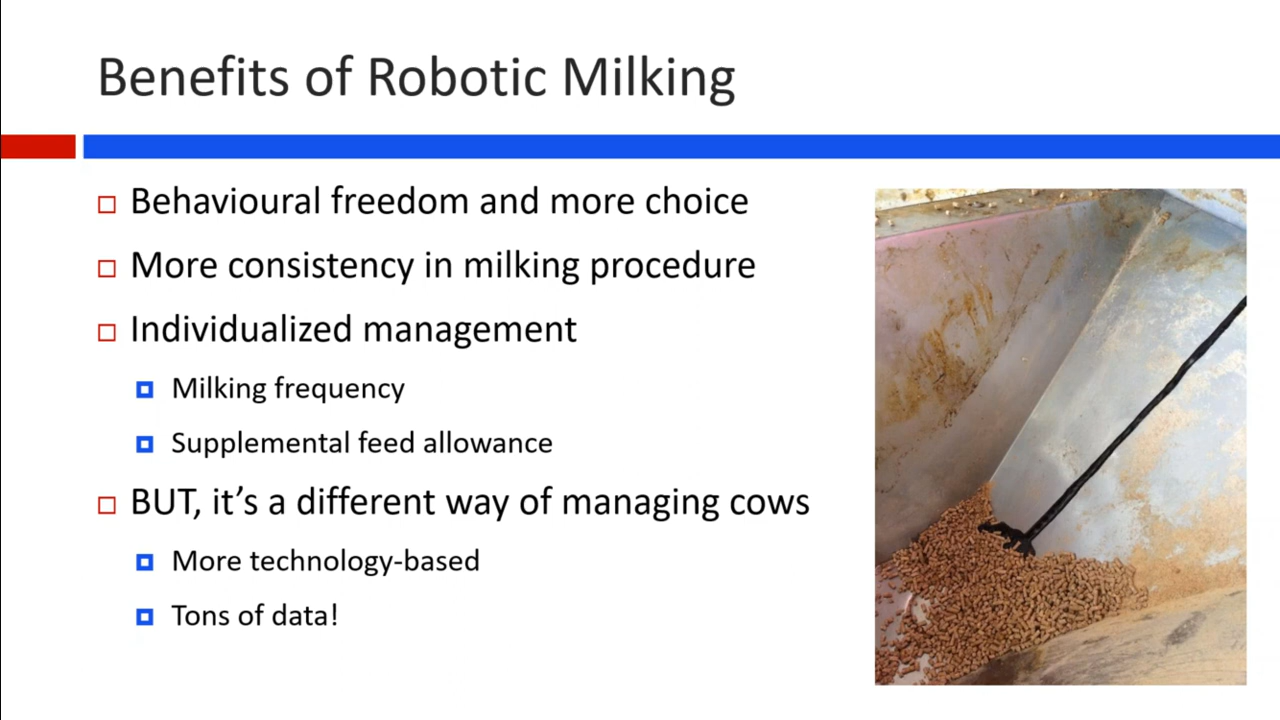 Benefits of Robotic Milking
Behavioural freedom and more choice
More consistency in milking procedure
Individualized management
Milking frequency
Supplemental feed allowance
BUT, it’s a different way of managing cows
More technology-based
Tons of data!